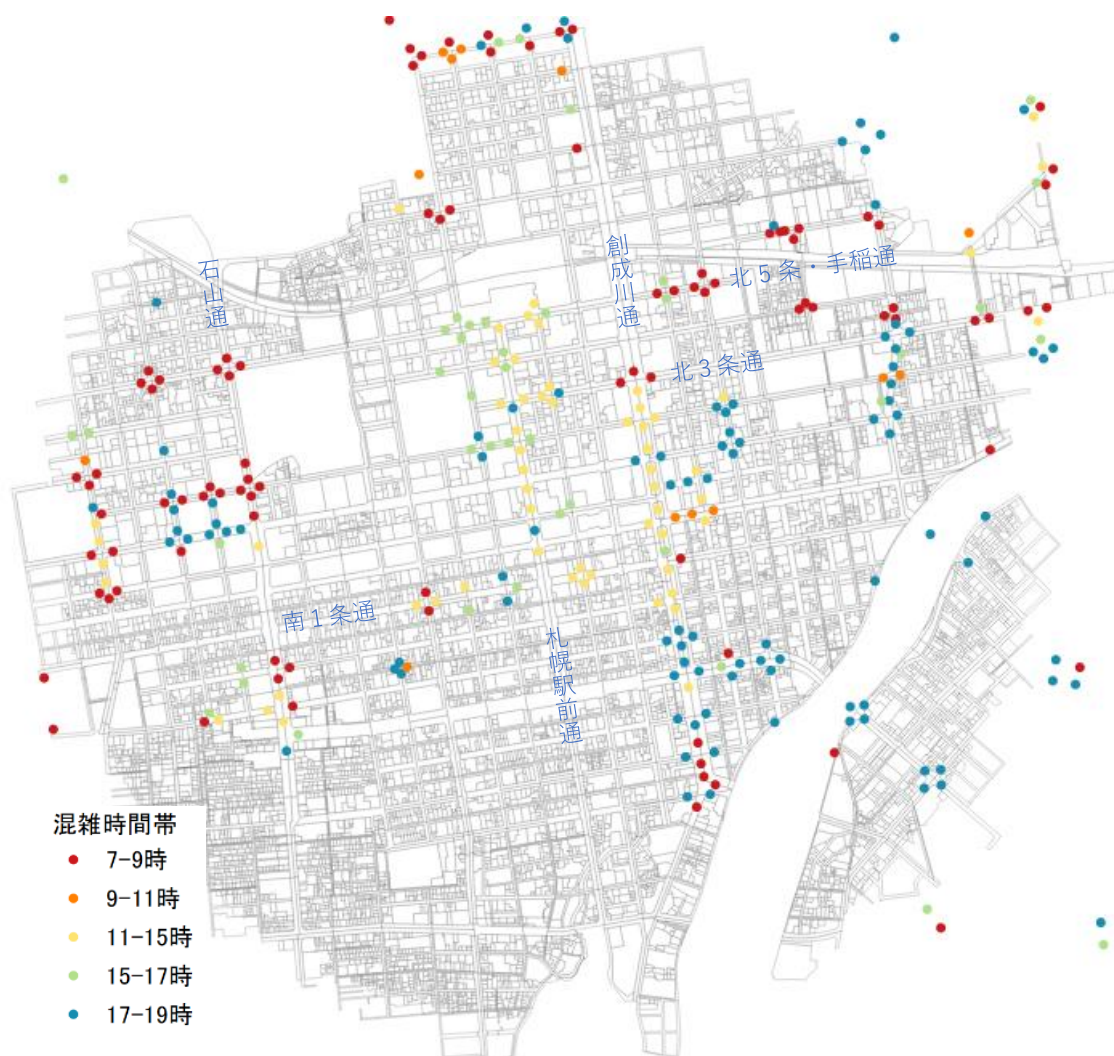 石山通
創成川通
北5条・手稲通
北3条通
南1条通
札幌駅前通
混雑時間帯
7-9時
9-11時
11-15時
15-17時
17-19時